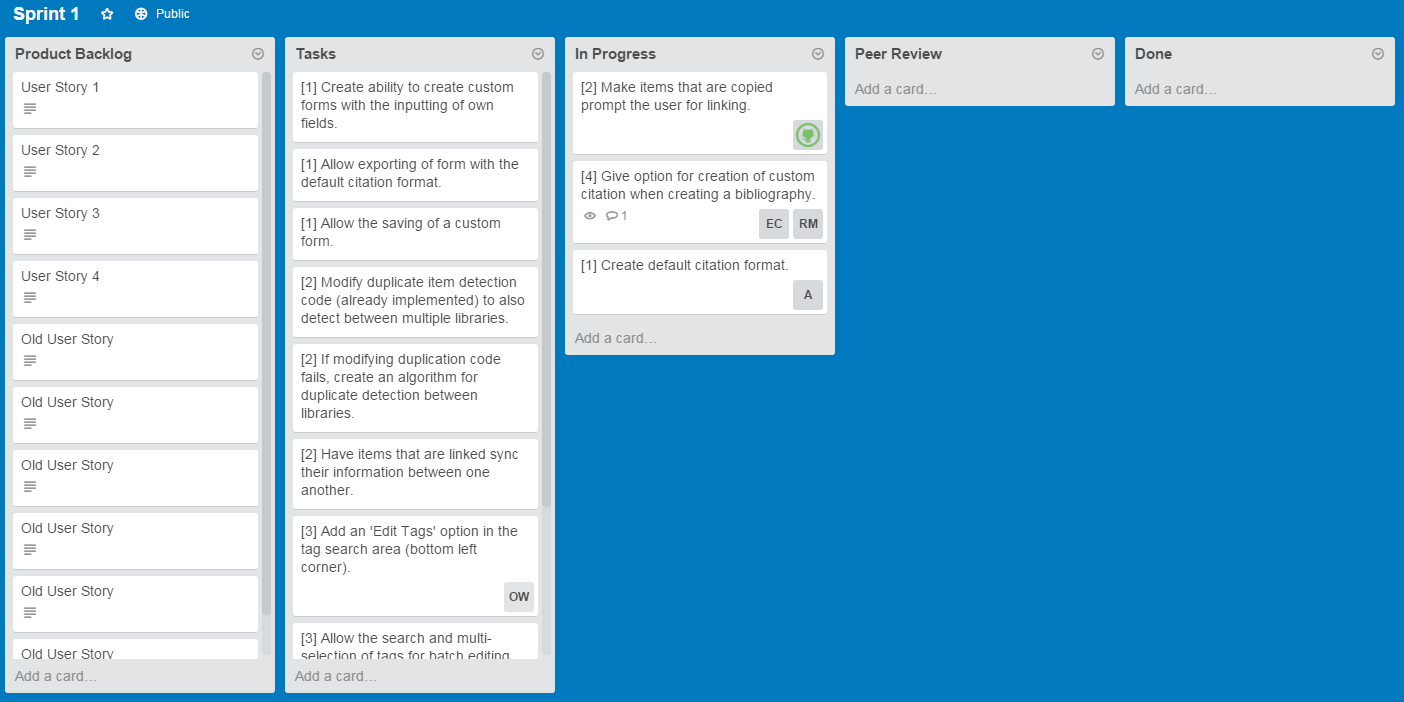 Sprint 1
Public
Product Backlog
User Story 1
User Story 2
User Story 3
User Story 4
Old User Story
Old User Story
Old User Story
Old User Story
Old User Story
Old User Story
Add a card…
Tasks
[1] Create ability to create custom
forms with the inputting of own
fields.
[1] Allow exporting of form with the
default citation format.
[1] Allow the saving of a custom
form.
[2] Modify duplicate item detection
code (already implemented) to also
detect between multiple libraries.
[2] If modifying duplication code
fails, create an algorithm for
duplicate detection between
libraries.
[2] Have items that are linked sync
their information between one
another.
[3] Add an 'Edit Tags' option in the
tag search area (bottom left
corner).
OW
[3] Allow the search and multi-
selection of tags for batch editing
Add a card…
In Progress
[2] Make items that are copied
prompt the user for linking.
[4] Give option for creation of custom
citation when creating a bibliography.
1
EC RM
[1] Create default citation format.
A
Add a card…
Peer Review
Add a card…
Done
Add a card…